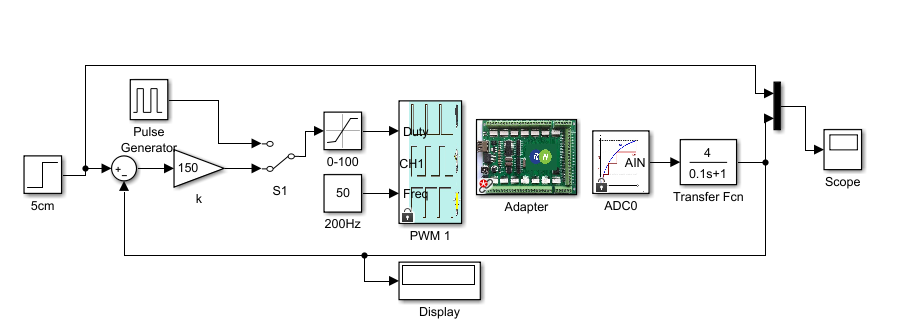 Pulse
Generator
5cm
+
-
150
k
S1
0-100
50
200Hz
Duty
CH1
Freq
PWM 1
Adapter
AIN
ADC0
4
0.1s+1
Transfer Fcn
Scope
Display